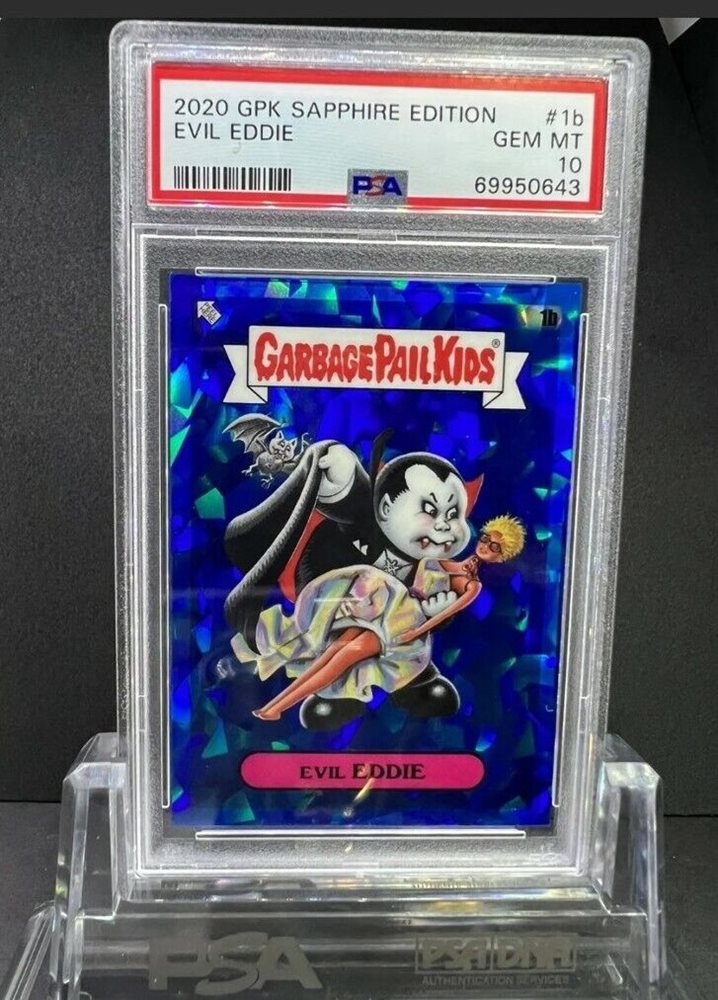 2020 GPK SAPPHIRE EDITION #1b
EVIL EDDIE GEM MT
10
PSA 69950643
1b
GARBAGE PAIL KIDS®
EVIL EDDIE
PSA PSA/DNA
AUTHENTICATION SERVICES